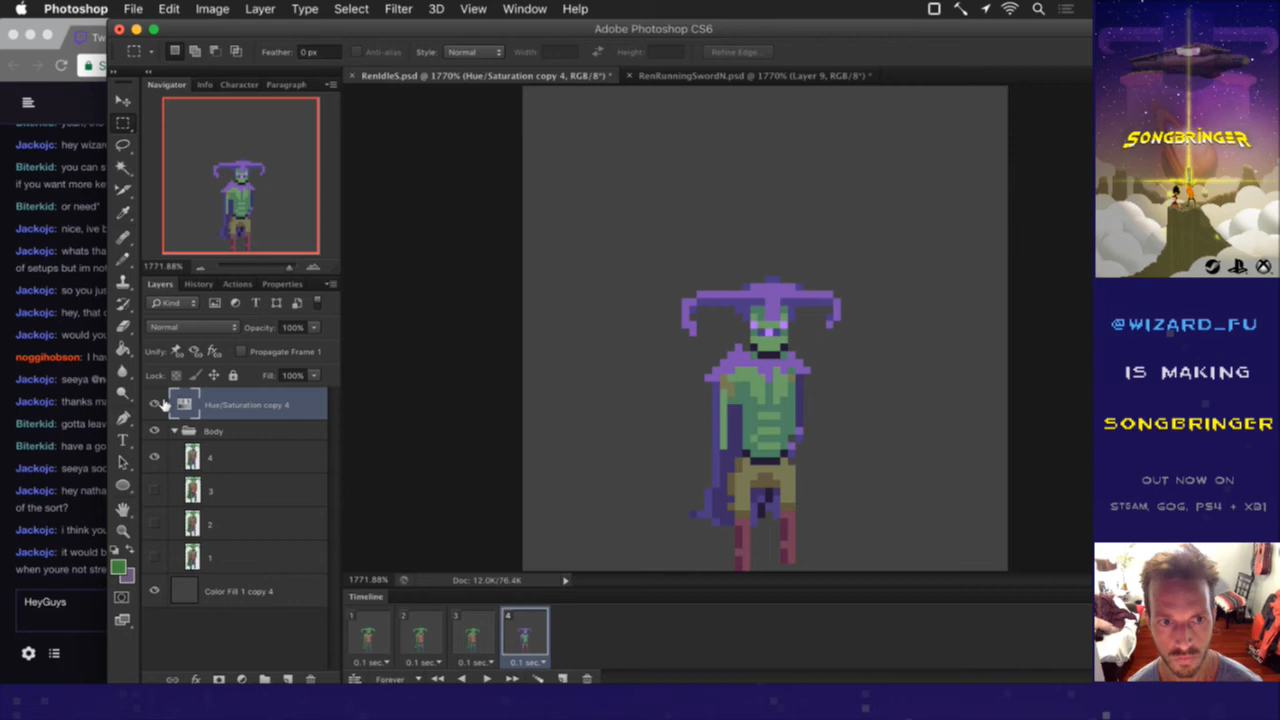 Photoshop File Edit Image Layer Type Select Filter 3D View Window Help
Adobe Photoshop CS6
Feather: 0 px Anti-alias Style: Normal Width: Height: Refine Edge...
RenIdleS.psd @ 1770% (Hue/Saturation copy 4, RGB/8*) *
RenRunningSwordN.psd @ 1770% (Layer 9, RGB/8*) *
Navigator Info Character Paragraph
1771.88%
Layers History Actions Properties
Kind
Normal Opacity: 100%
Unify: Propagate Frame 1
Lock: Fill: 100%
Hue/Saturation copy 4
Body
4
3
2
1
Color Fill 1 copy 4
1771.88% Doc: 12.0K/76.4K
Timeline
1 2 3 4
0.1 sec. 0.1 sec. 0.1 sec. 0.1 sec.
Forever
Tw
S
Jackojc: hey wizar
Biterkid: you can s
if you want more ke
Biterkid: or need"
Jackojc: nice, ive b
Jackojc: whats tha
of setups but im no
Jackojc: so you jus
Jackojc: hey, that c
Jackojc: would you
noggihobson: I ha
Jackojc: seeya @n
Jackojc: thanks ma
Biterkid: gotta leav
Biterkid: have a go
Jackojc: seeya soo
Jackojc: hey natha
of the sort?
Jackojc: i think you
Jackojc: it would b
when youre not stre
HeyGuys
SONGBRINGER
@WIZARD_FU
IS MAKING
SONGBRINGER
OUT NOW ON
STEAM, GOG, PS4 + XB1